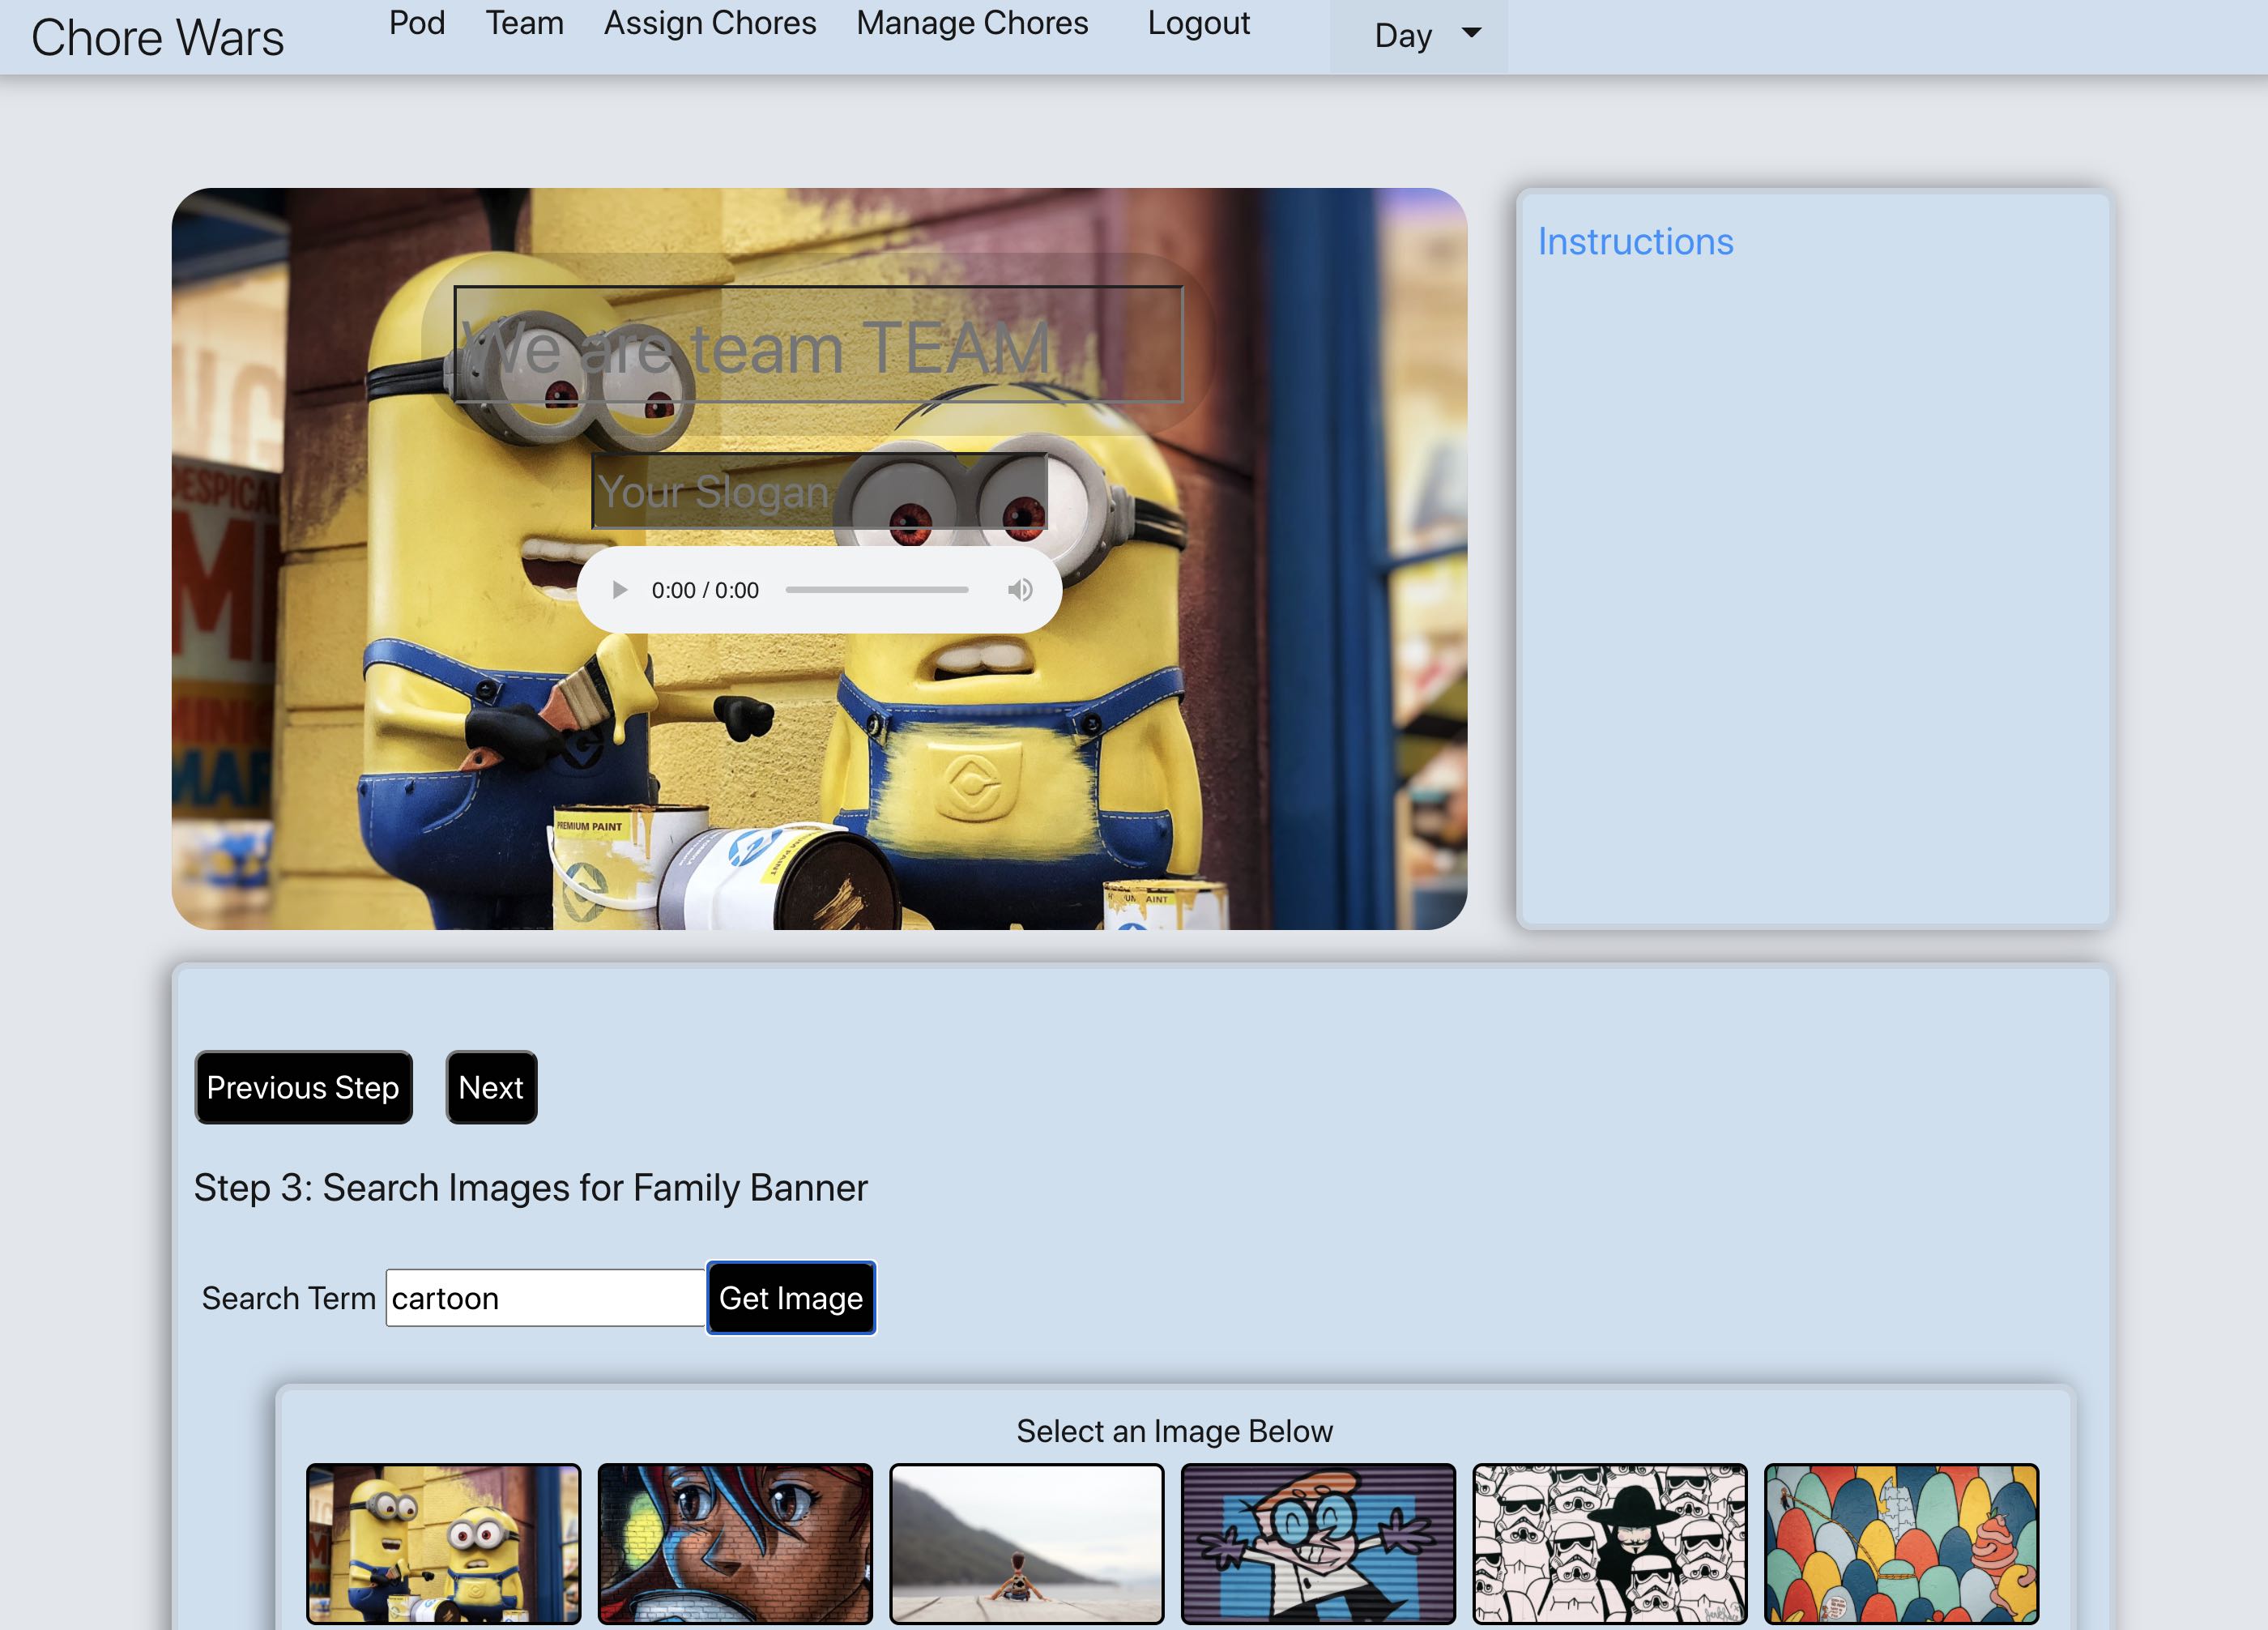 Chore Wars
Pod
Team
Assign Chores
Manage Chores
Logout
Day
Instructions
We are team TEAM
Your Slogan
0:00 / 0:00
PREMIUM PAINT
Previous Step
Next
Step 3: Search Images for Family Banner
Search Term
cartoon
Get Image
Select an Image Below